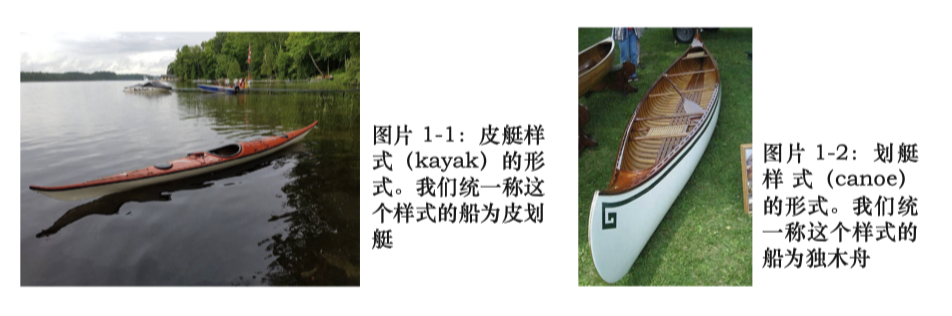 图片 1-1：皮艇样
式（kayak）的形
式。我们统一称这
个样式的船为皮划
艇
图片 1-2：划艇
样 式（canoe）
的形式。我们统
一称这个样式的
船为独木舟